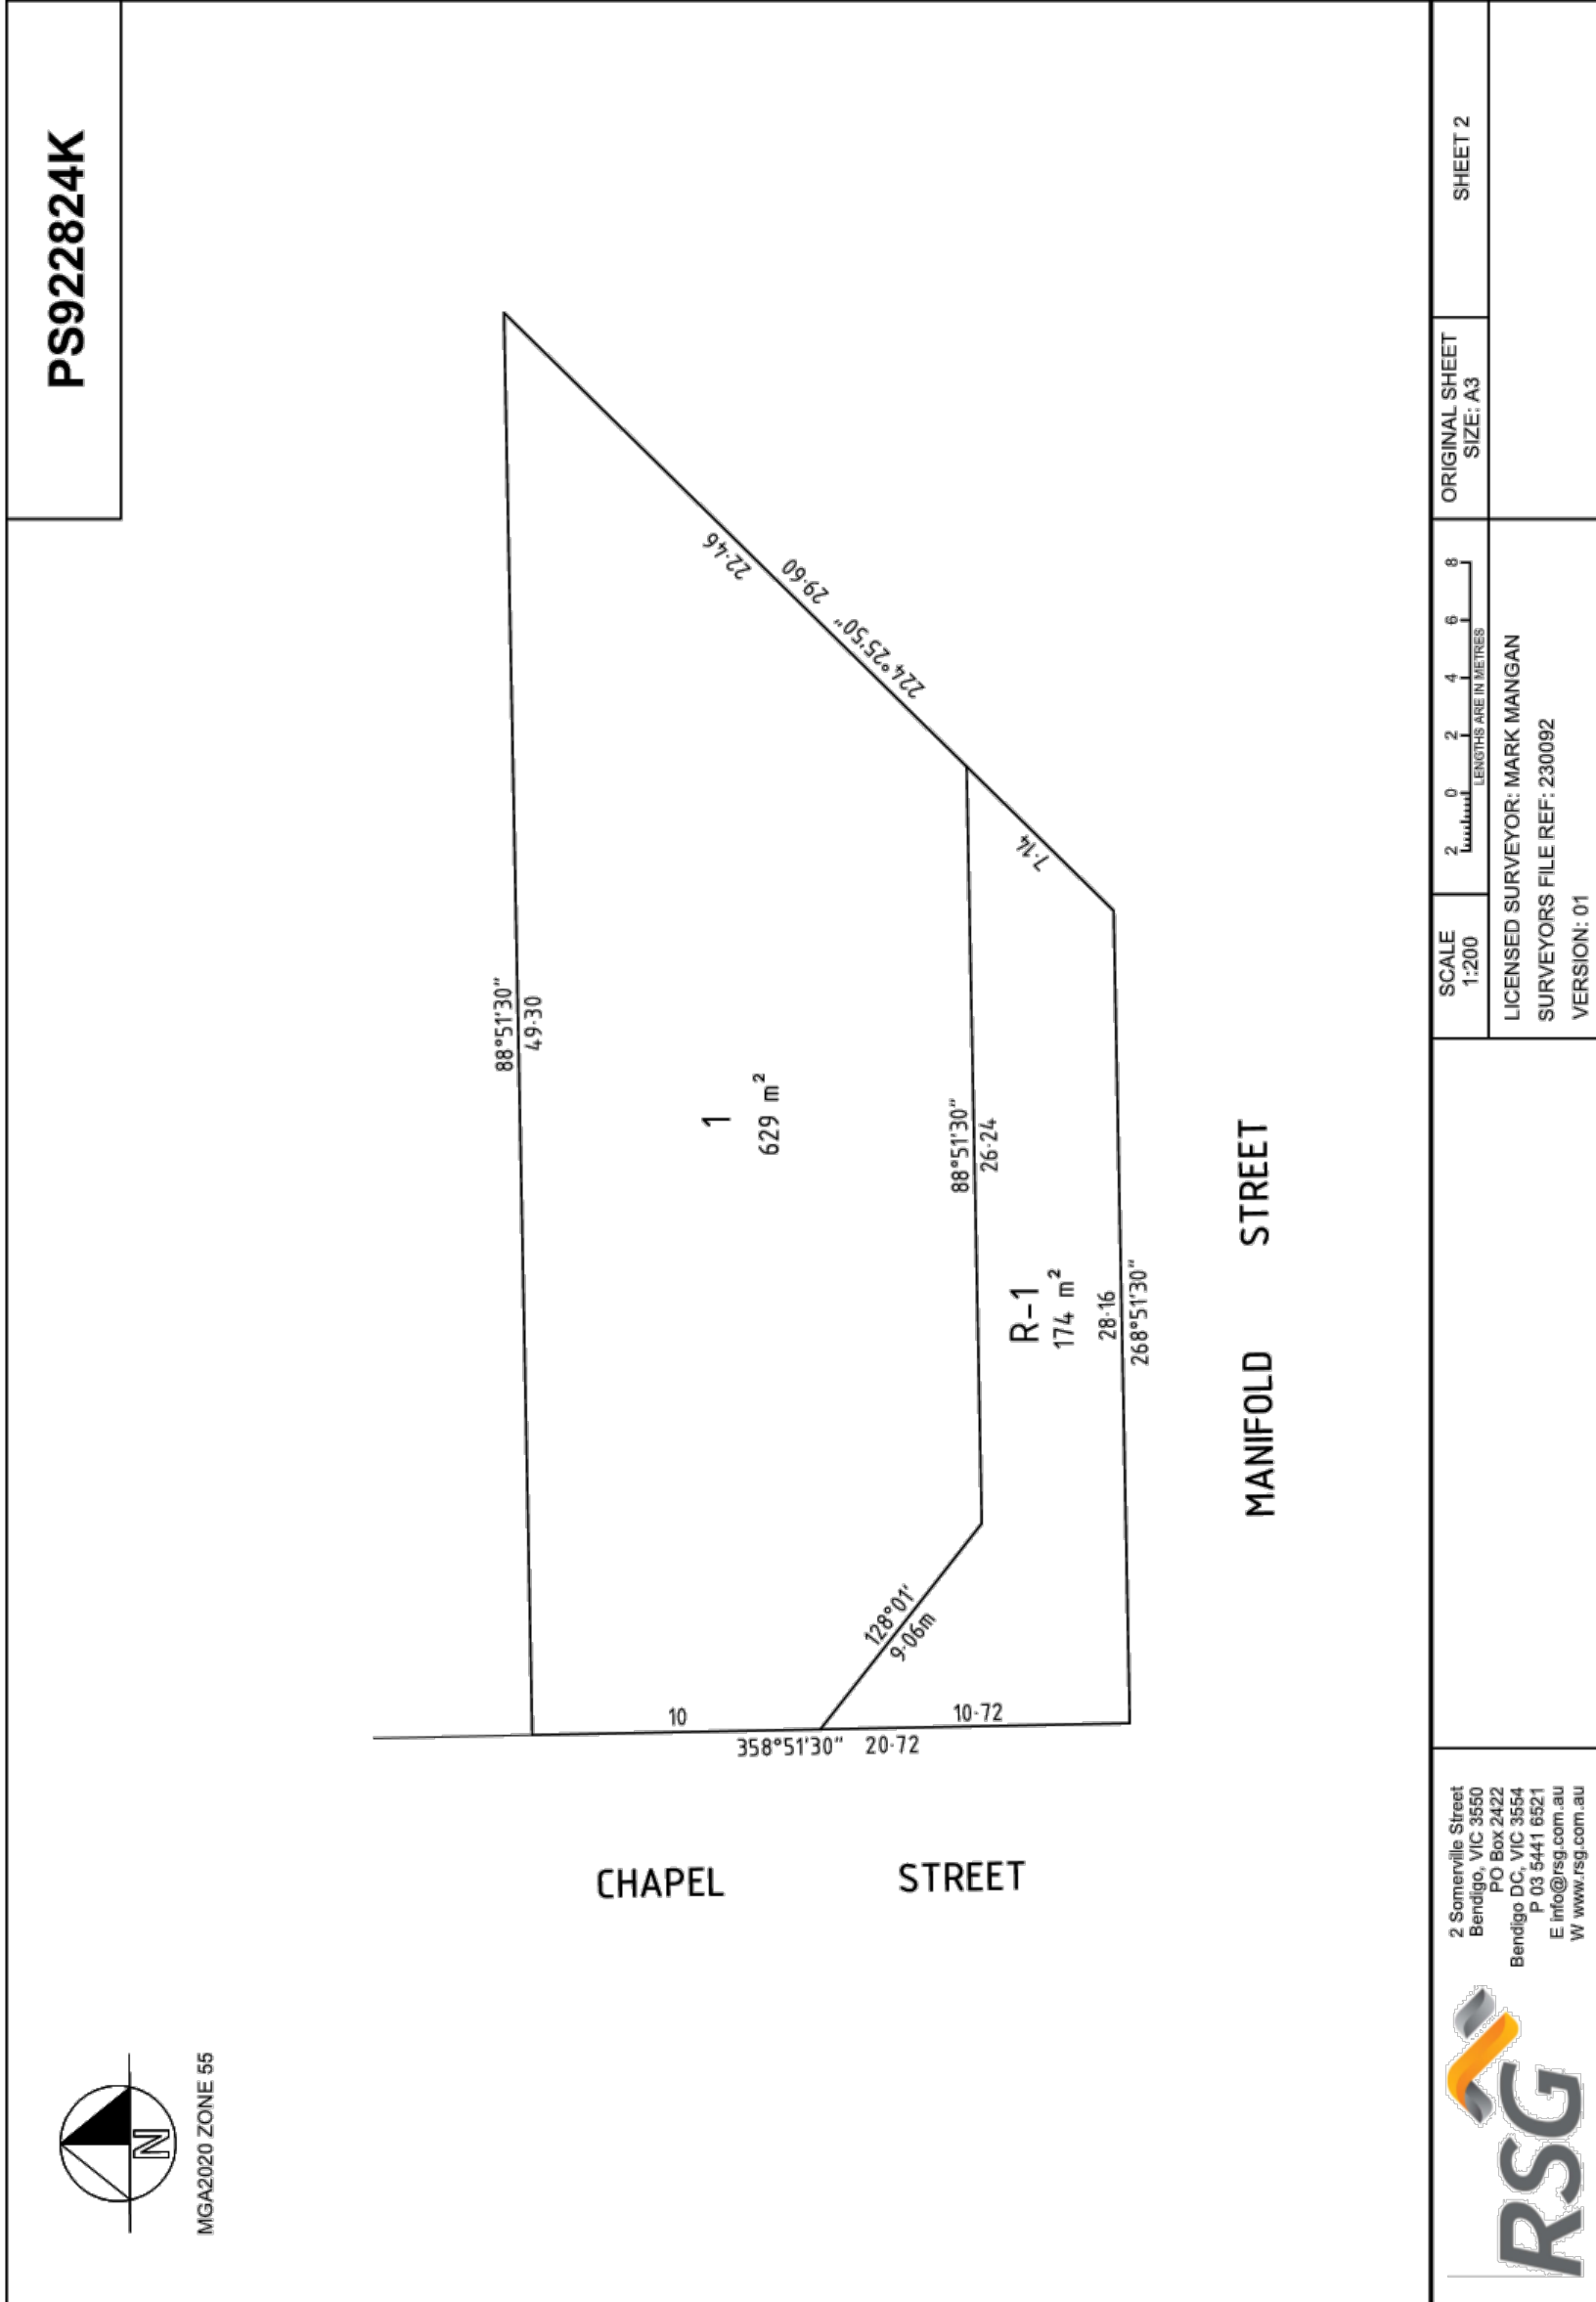 PS922824K
MGA2020 ZONE 55
88°51'30"
49·30
1
629 m²
22·46
29·60
224°25'50"
7·14
10
358°51'30" 20·72
10·72
128°01'
9·06m
88°51'30"
26·24
R-1
174 m²
28·16
268°51'30"
CHAPEL STREET
MANIFOLD STREET
RSG
2 Somerville Street
Bendigo, VIC 3550
PO Box 2422
Bendigo DC, VIC 3554
P 03 5441 6521
E info@rsg.com.au
W www.rsg.com.au
SCALE
1:200
2 0 2 4 6 8
LENGTHS ARE IN METRES
ORIGINAL SHEET
SIZE: A3
SHEET 2
LICENSED SURVEYOR: MARK MANGAN
SURVEYORS FILE REF: 230092
VERSION: 01
N